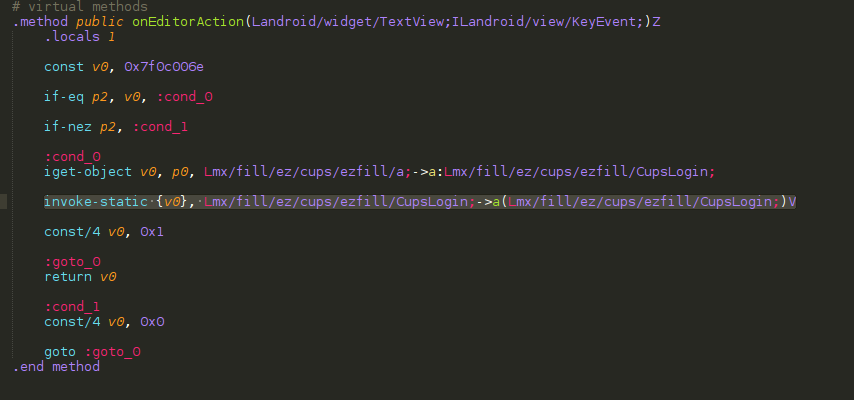 # virtual methods
.method public onEditorAction(Landroid/widget/TextView;ILandroid/view/KeyEvent;)Z
.locals 1
const v0, 0x7f0c006e
if-eq p2, v0, :cond_0
if-nez p2, :cond_1
:cond_0
iget-object v0, p0, Lmx/fill/ez/cups/ezfill/a;->a:Lmx/fill/ez/cups/ezfill/CupsLogin;
invoke-static {v0}, Lmx/fill/ez/cups/ezfill/CupsLogin;->a(Lmx/fill/ez/cups/ezfill/CupsLogin;)V
const/4 v0, 0x1
:goto_0
return v0
:cond_1
const/4 v0, 0x0
goto :goto_0
.end method